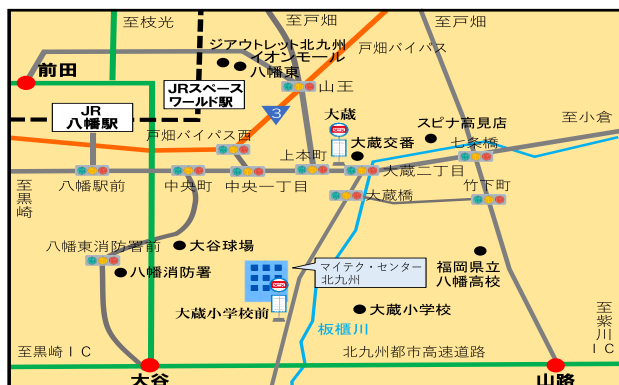 至枝光
至戸畑
至戸畑
ジアウトレット北九州
イオンモール
八幡東
戸畑バイパス
前田
JRスペース
ワールド駅
山王
JR
八幡駅
3
大蔵
スピナ高見店
至小倉
戸畑バイパス西
大蔵交番
七条橋
上本町
至黒崎
八幡駅前
中央町
中央一丁目
大蔵二丁目
大蔵橋
竹下町
八幡東消防署前
大谷球場
八幡消防署
マイテク・センター
北九州
福岡県立
八幡高校
大蔵小学校前
大蔵小学校
板櫃川
至紫川IC
至黒崎IC
北九州都市高速道路
大谷
山路